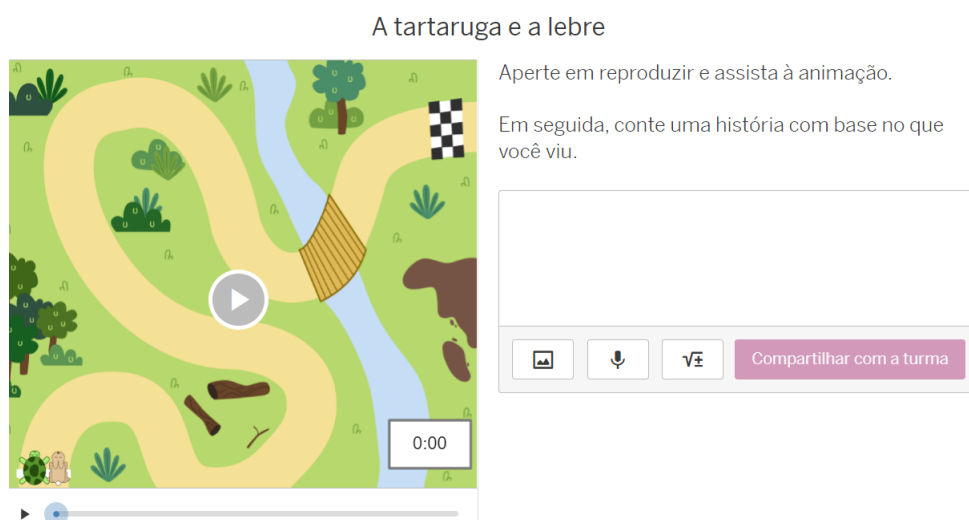 A tartaruga e a lebre
Aperte em reproduzir e assista à animação.
Em seguida, conte uma história com base no que
você viu.
0:00
√±
Compartilhar com a turma